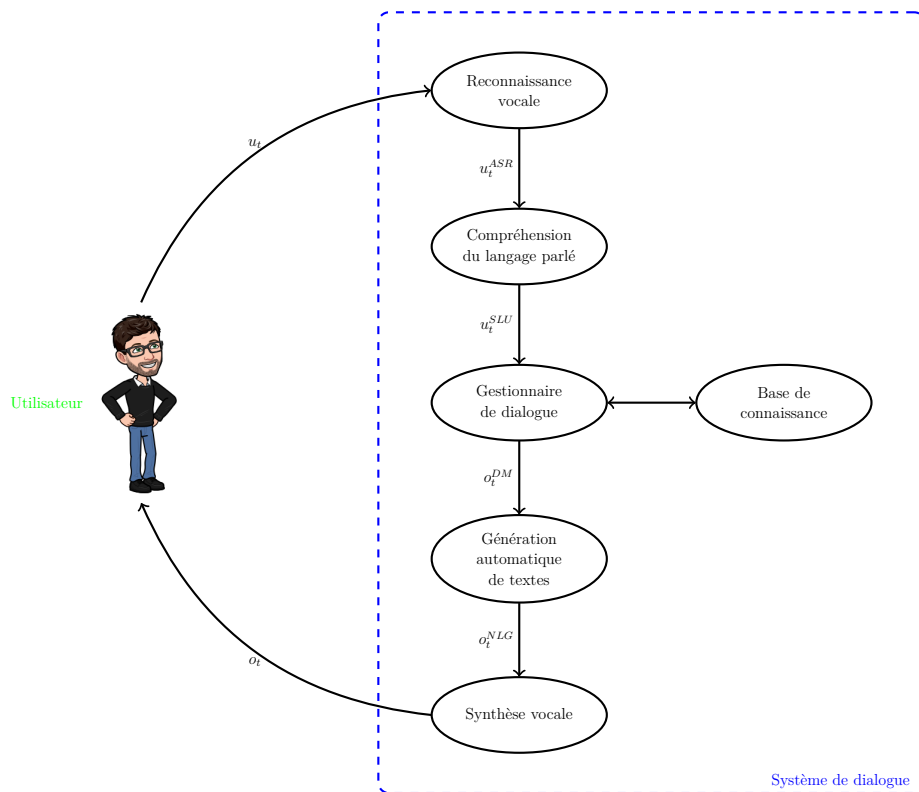 Reconnaissance
vocale
u_t
u_t^{ASR}
Compréhension
du langage parlé
u_t^{SLU}
Utilisateur
Gestionnaire
de dialogue
Base de
connaissance
o_t^{DM}
Génération
automatique
de textes
o_t^{NLG}
o_t
Synthèse vocale
Système de dialogue